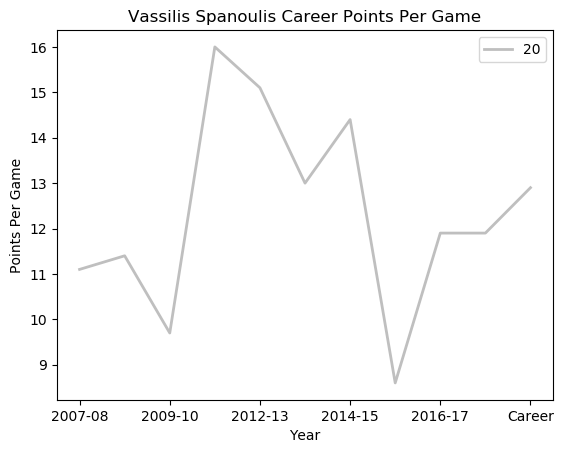 Vassilis Spanoulis Career Points Per Game
20
Points Per Game
16
15
14
13
12
11
10
9
2007-08 2009-10 2012-13 2014-15 2016-17 Career
Year